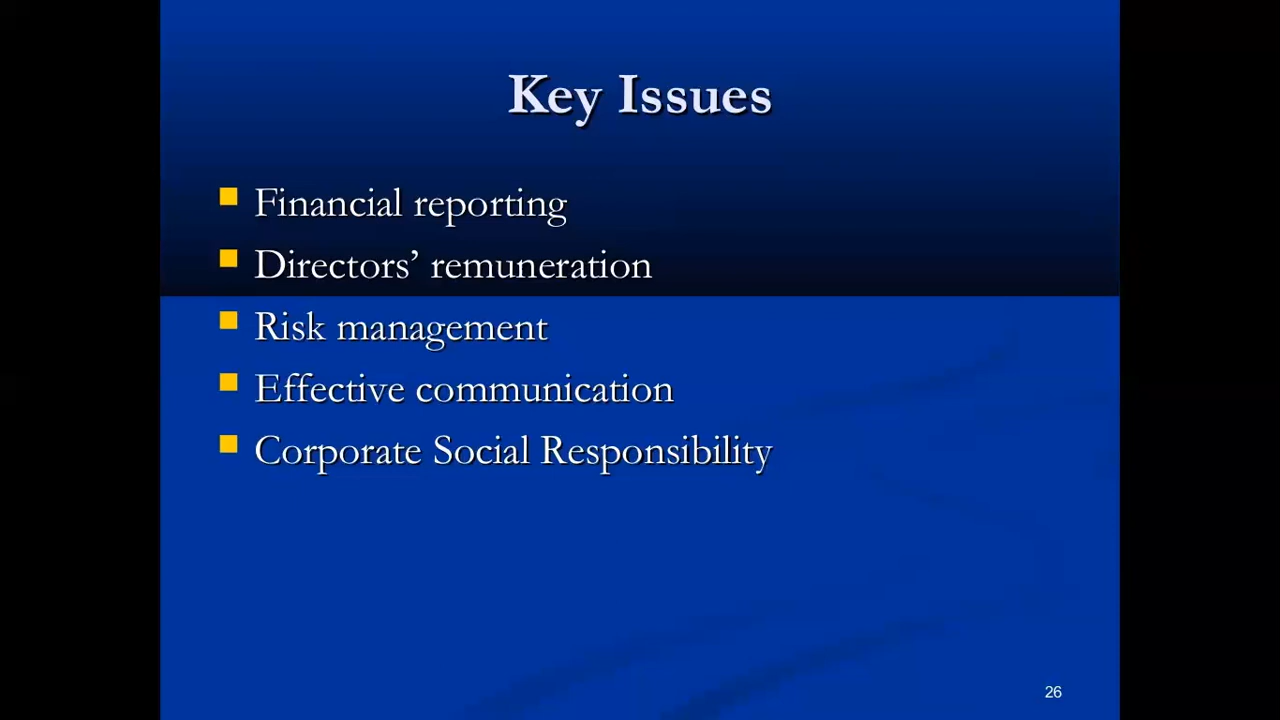 Key Issues
Financial reporting
Directors’ remuneration
Risk management
Effective communication
Corporate Social Responsibility
26